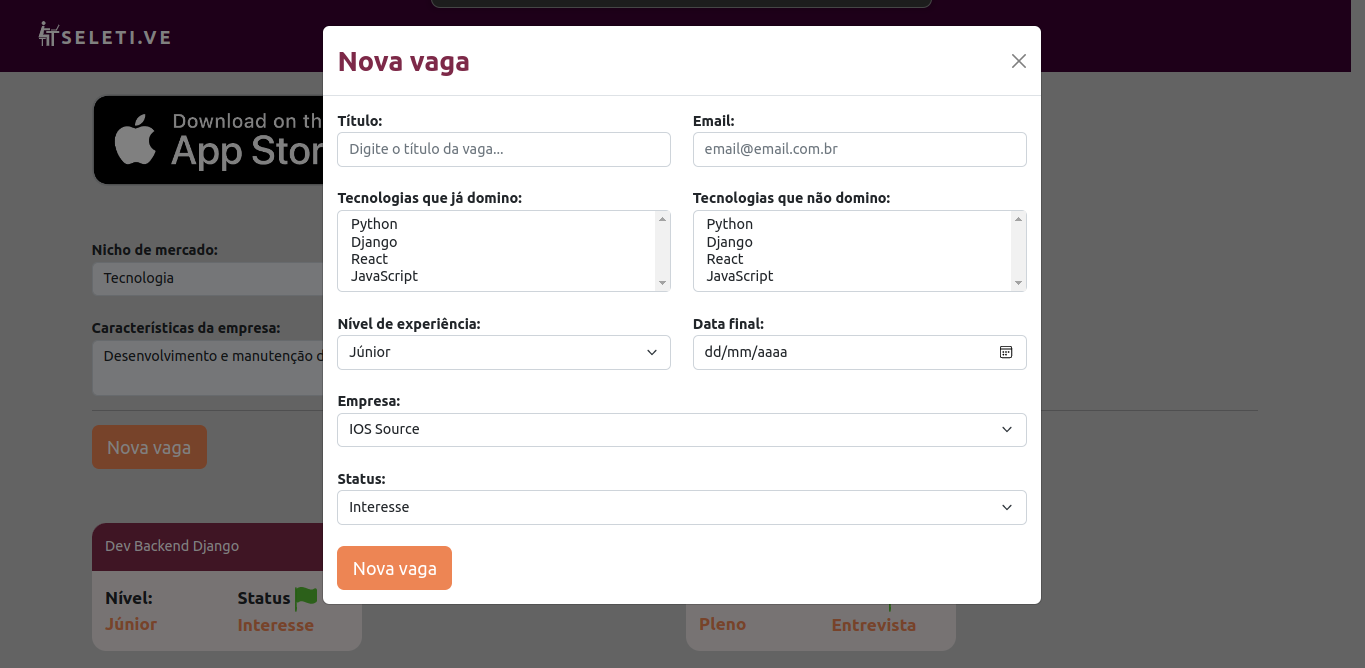 SELETI.VE
Nova vaga
Download on the
App Stor
Título:
Email:
Digite o título da vaga...
email@email.com.br
Tecnologias que já domino:
Tecnologias que não domino:
Python
Django
React
JavaScript
Python
Django
React
JavaScript
Nicho de mercado:
Tecnologia
Características da empresa:
Desenvolvimento e manutenção d
Nível de experiência:
Data final:
Júnior
dd/mm/aaaa
Empresa:
IOS Source
Status:
Interesse
Nova vaga
Nova vaga
Dev Backend Django
Nível:
Status
Júnior
Interesse
Pleno
Entrevista